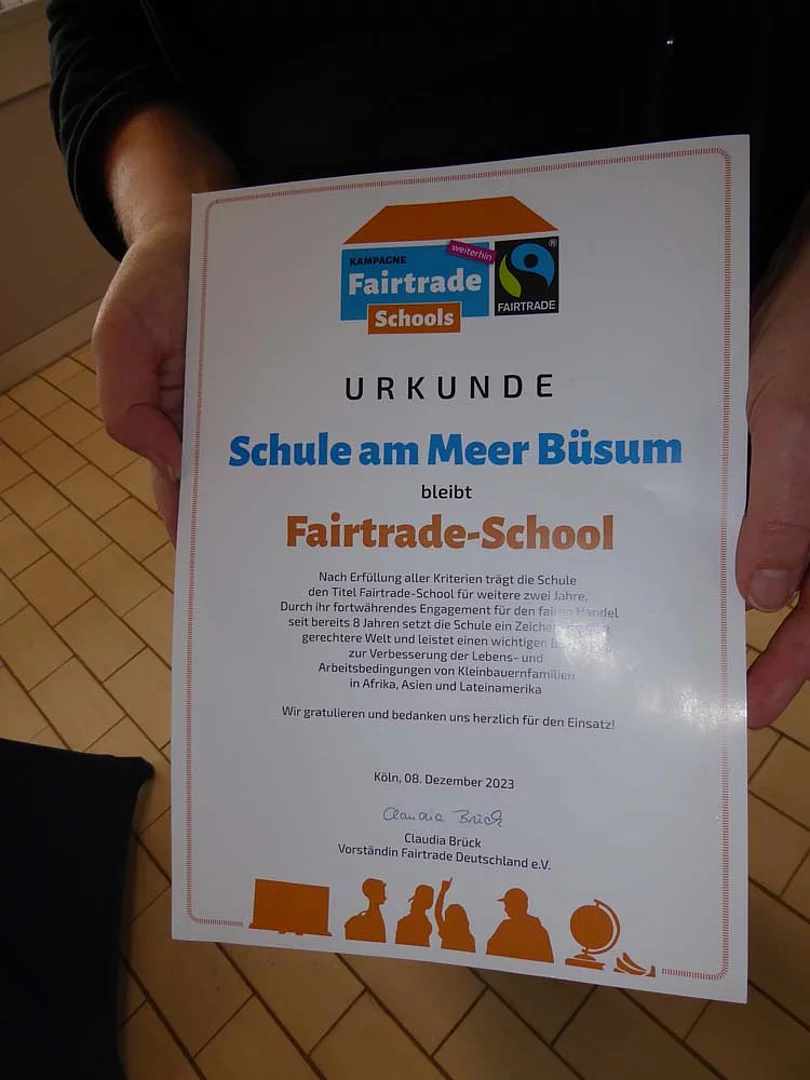 KAMPAGNE
weiterhin
Fairtrade
Schools
FAIRTRADE
®
URKUNDE
Schule am Meer Büsum
bleibt
Fairtrade-School
Nach Erfüllung aller Kriterien trägt die Schule
den Titel Fairtrade-School für weitere zwei Jahre.
Durch ihr fortwährendes Engagement für den fairen Handel
seit bereits 8 Jahren setzt die Schule ein Zeichen
gerechtere Welt und leistet einen wichtigen
zur Verbesserung der Lebens- und
Arbeitsbedingungen von Kleinbauernfamilien
in Afrika, Asien und Lateinamerika
Wir gratulieren und bedanken uns herzlich für den Einsatz!
Köln, 08. Dezember 2023
Claudia Brück
Claudia Brück
Vorständin Fairtrade Deutschland e.V.